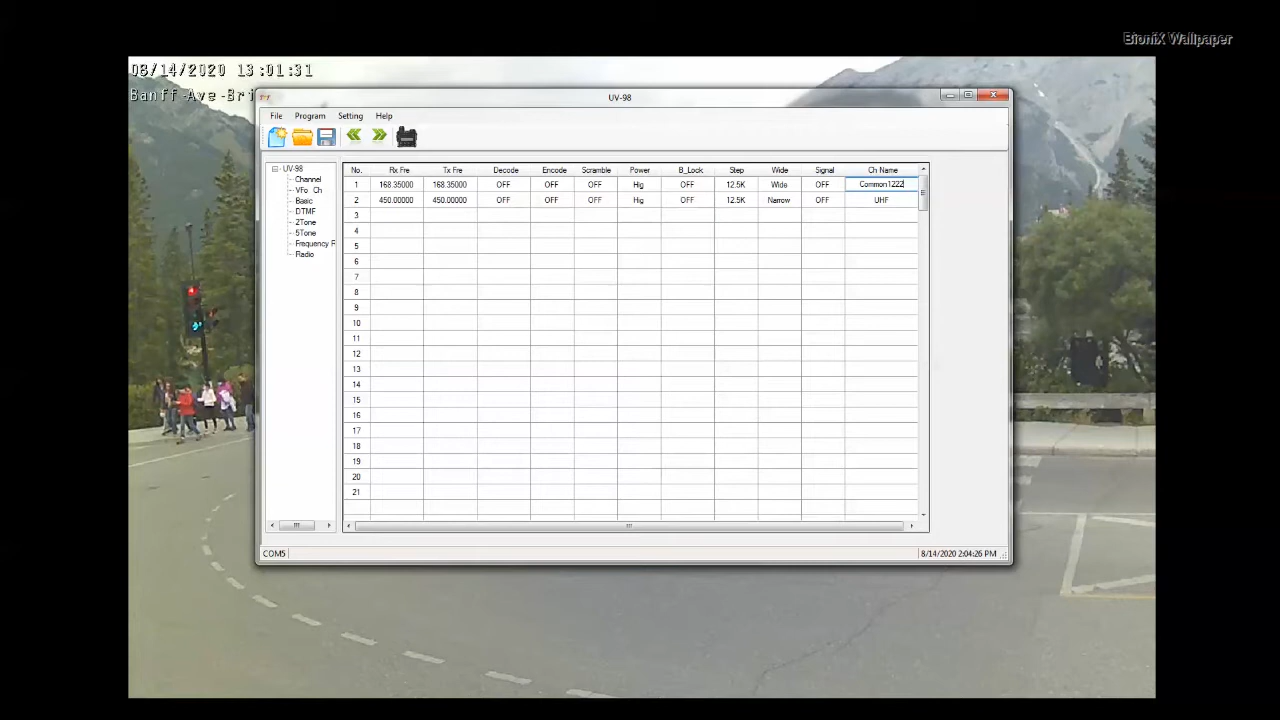 BioniX Wallpaper
08/14/2020 13:01:31
Banff-Ave-Bri
UV-98
File Program Setting Help
UV-98
Channel
VFo Ch
Basic
DTMF
2Tone
5Tone
Frequency
Radio
No. Rx Fre Tx Fre Decode Encode Scramble Power B_Lock Step Wide Signal Ch Name
1 168.35000 168.35000 OFF OFF OFF Hig OFF 12.5K Wide OFF Common1222
2 450.00000 450.00000 OFF OFF OFF Hig OFF 12.5K Narrow OFF UHF
3
4
5
6
7
8
9
10
11
12
13
14
15
16
17
18
19
20
21
COM5 8/14/2020 2:04:26 PM